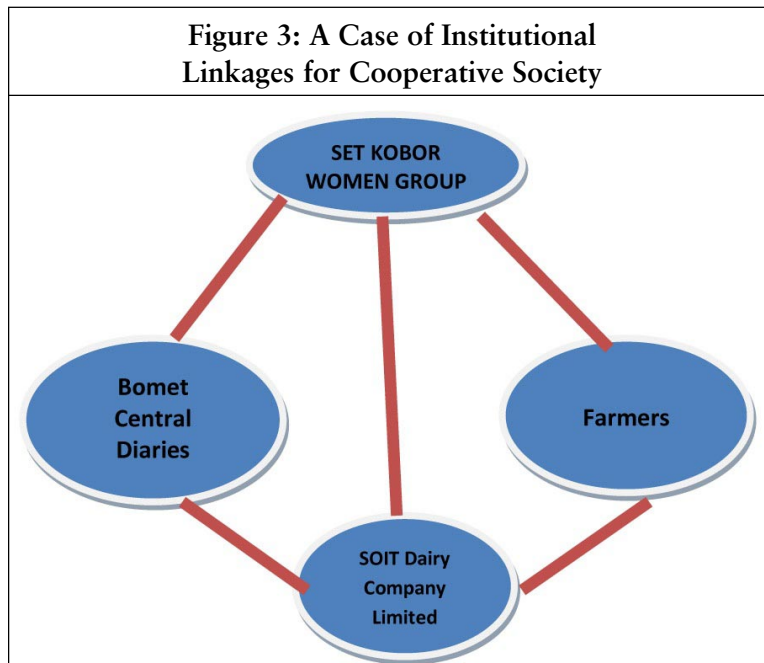 Figure 3: A Case of Institutional
Linkages for Cooperative Society
SET KOBOR
WOMEN GROUP
Bomet
Central
Diaries
Farmers
SOIT Dairy
Company
Limited